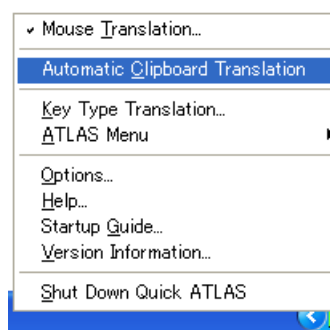 Mouse Translation...
Automatic Clipboard Translation
Key Type Translation...
ATLAS Menu
Options...
Help...
Startup Guide...
Version Information...
Shut Down Quick ATLAS